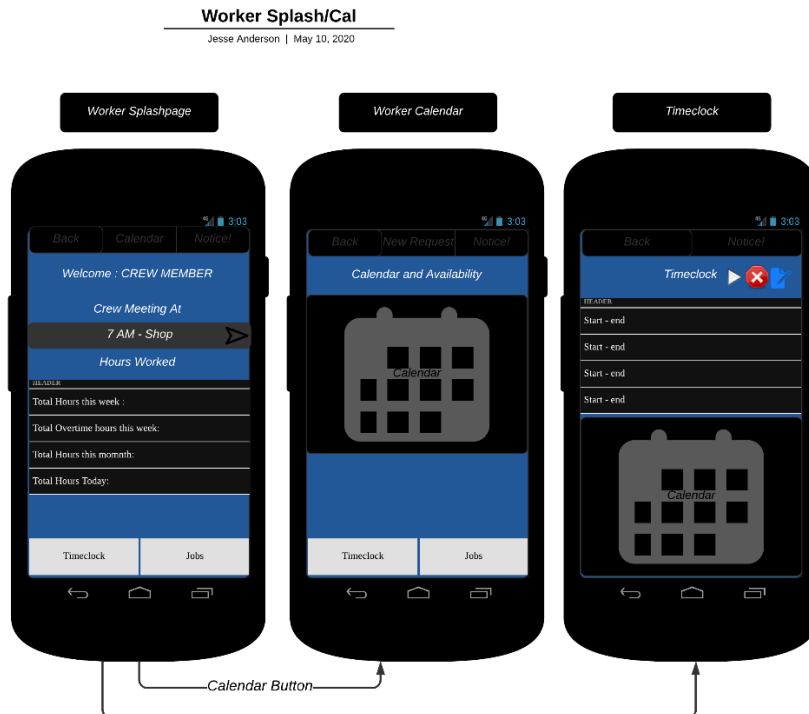 Worker Splash/Cal
Jesse Anderson | May 10, 2020
Worker Splashpage
Worker Calendar
Timeclock
4G 3:03
Back Calendar Notice!
Welcome : CREW MEMBER
Crew Meeting At
7 AM - Shop
Hours Worked
HEADER
Total Hours this week :
Total Overtime hours this week:
Total Hours this momnth:
Total Hours Today:
Timeclock Jobs
4G 3:03
Back New Request Notice!
Calendar and Availability
Calendar
Timeclock Jobs
4G 3:03
Back Notice!
Timeclock
HEADER
Start - end
Start - end
Start - end
Start - end
Calendar
Calendar Button